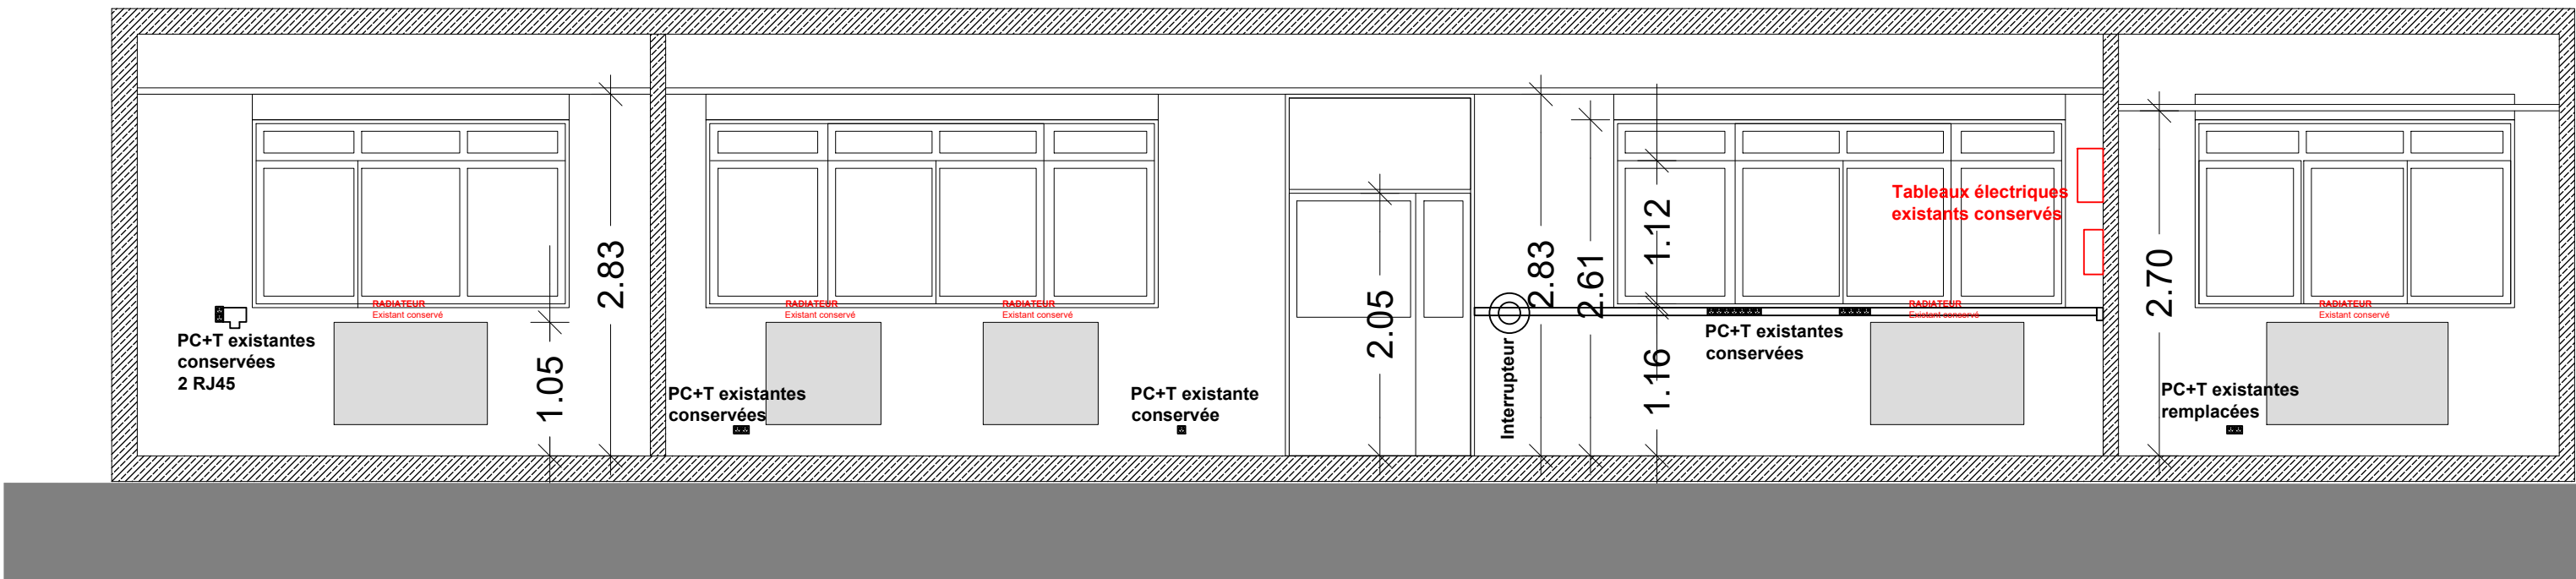 PC+T existantes
conservées
2 RJ45
RADIATEUR
Existant conservé
1.05
2.83
PC+T existantes
conservées
RADIATEUR
Existant conservé
RADIATEUR
Existant conservé
PC+T existante
conservée
2.05
Interrupteur
2.83
2.61
1.12
1.16
PC+T existantes
conservées
Tableaux électriques
existants conservés
RADIATEUR
Existant conservé
2.70
PC+T existantes
remplacées
RADIATEUR
Existant conservé